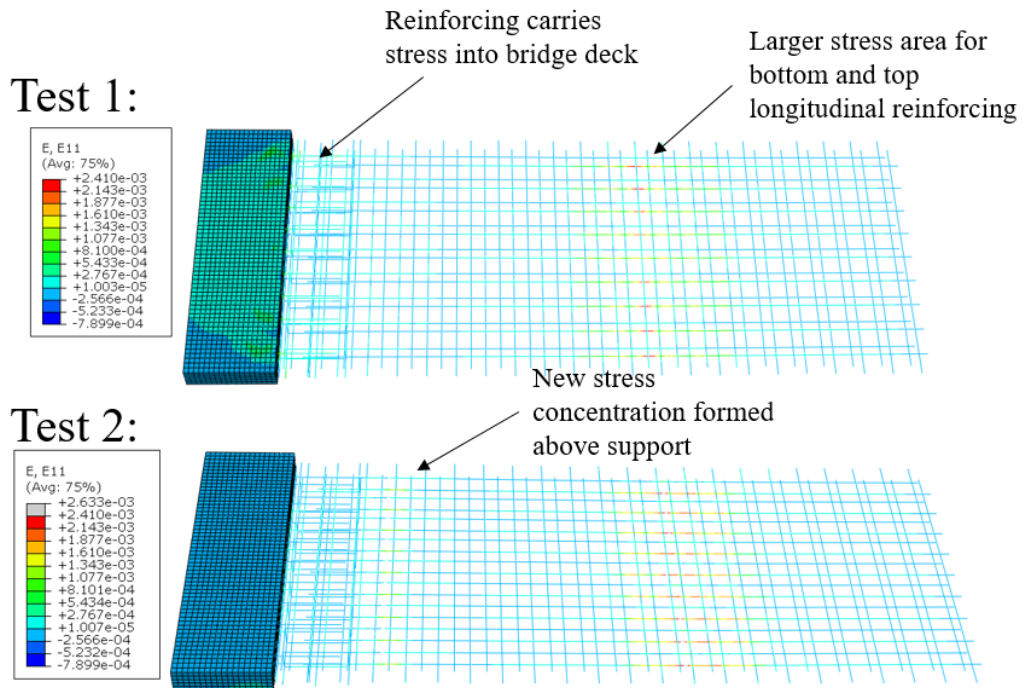 Reinforcing carries
stress into bridge deck
Larger stress area for
bottom and top
longitudinal reinforcing
Test 1:
E, E11
(Avg: 75%)
+2.410e-03
+2.143e-03
+1.877e-03
+1.610e-03
+1.343e-03
+1.077e-03
+8.100e-04
+5.433e-04
+2.767e-04
+1.003e-05
-2.566e-04
-5.233e-04
-7.899e-04
New stress
concentration formed
above support
Test 2:
E, E11
(Avg: 75%)
+2.633e-03
+2.410e-03
+2.143e-03
+1.877e-03
+1.610e-03
+1.343e-03
+1.077e-03
+8.101e-04
+5.434e-04
+2.767e-04
+1.007e-05
-2.566e-04
-5.232e-04
-7.899e-04